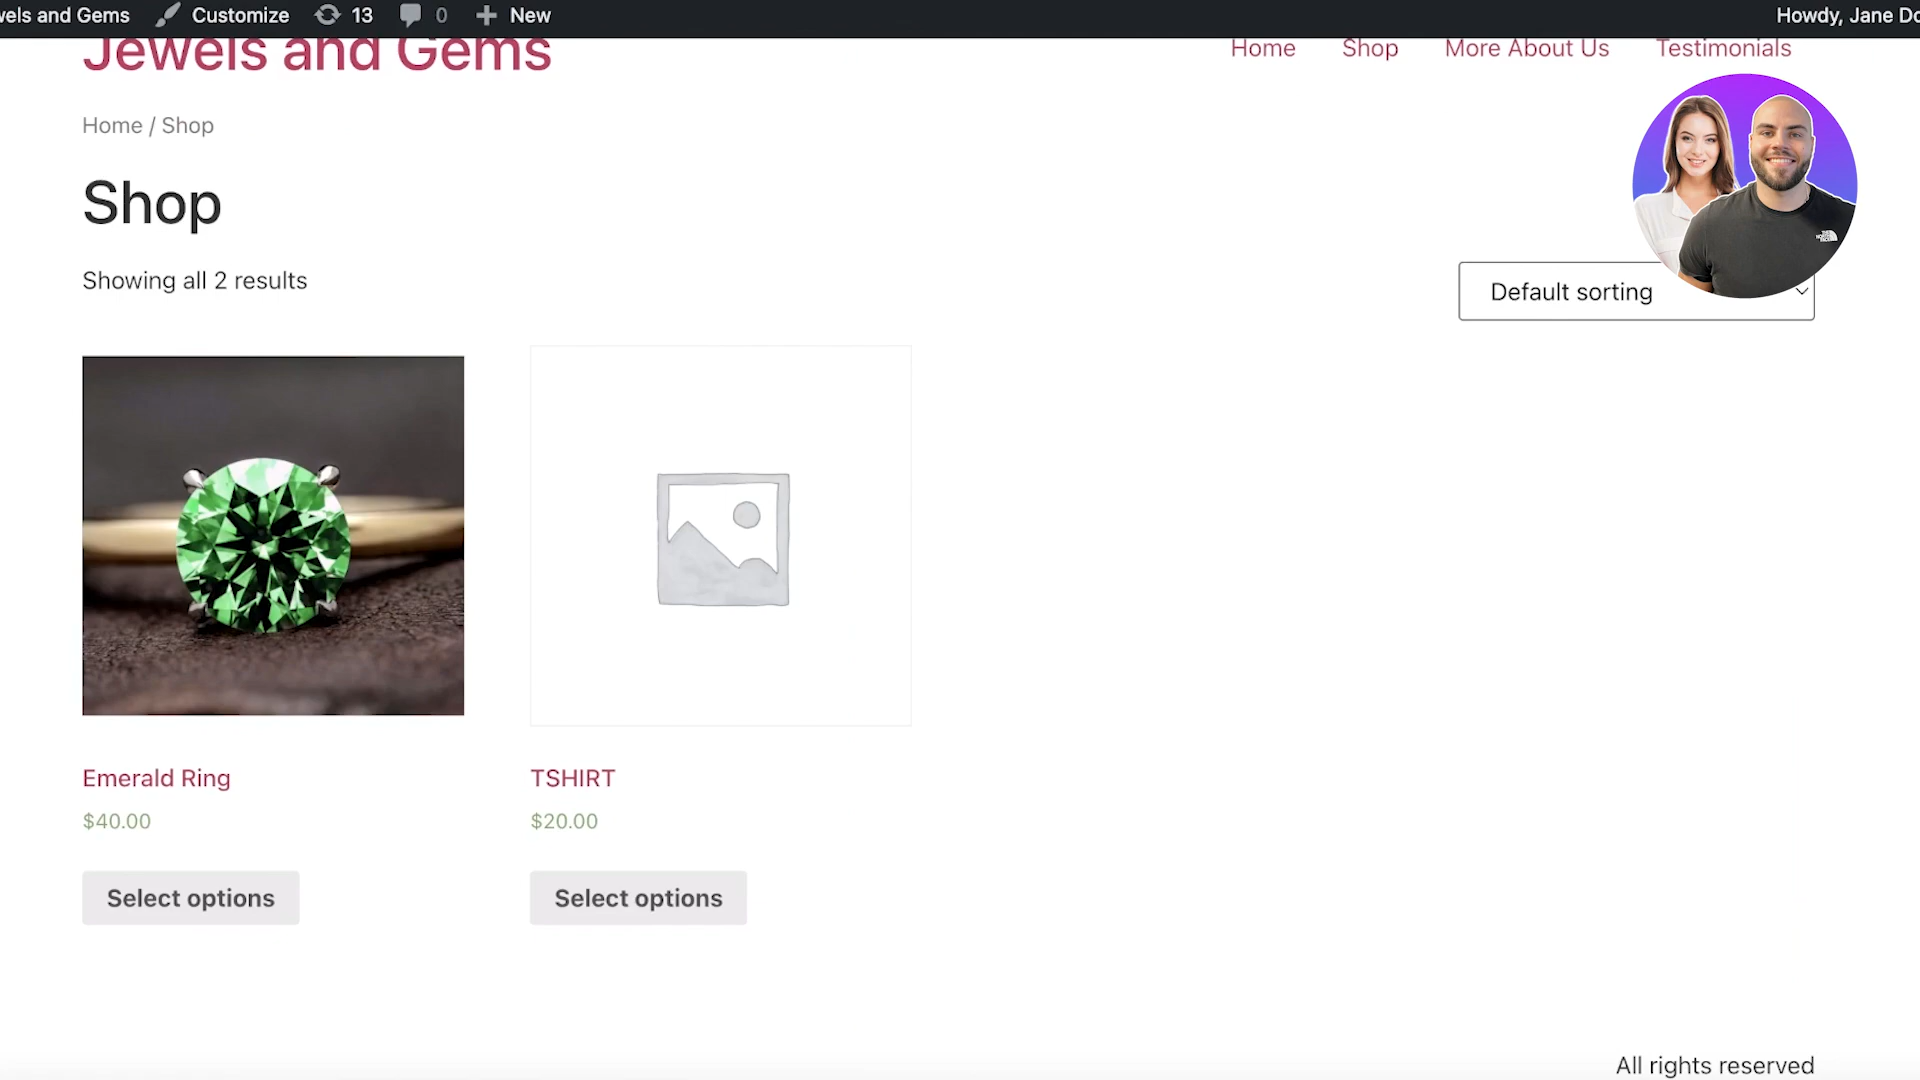 vels and Gems Customize 13 0 New Howdy, Jane Do
Jewels and Gems
Home Shop More About Us Testimonials
Home / Shop
Shop
Showing all 2 results
Default sorting
Emerald Ring
$40.00
Select options
TSHIRT
$20.00
Select options
All rights reserved